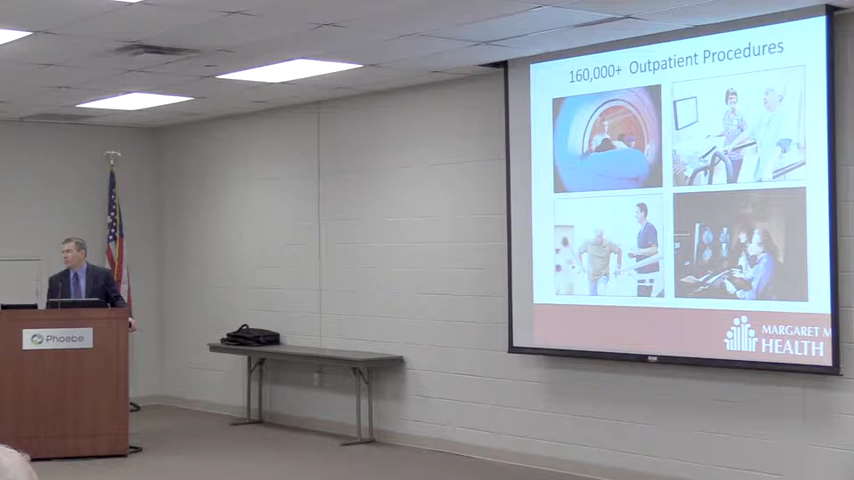 160,000+ Outpatient Procedures
Phoebe
MARGARET M
HEALTH